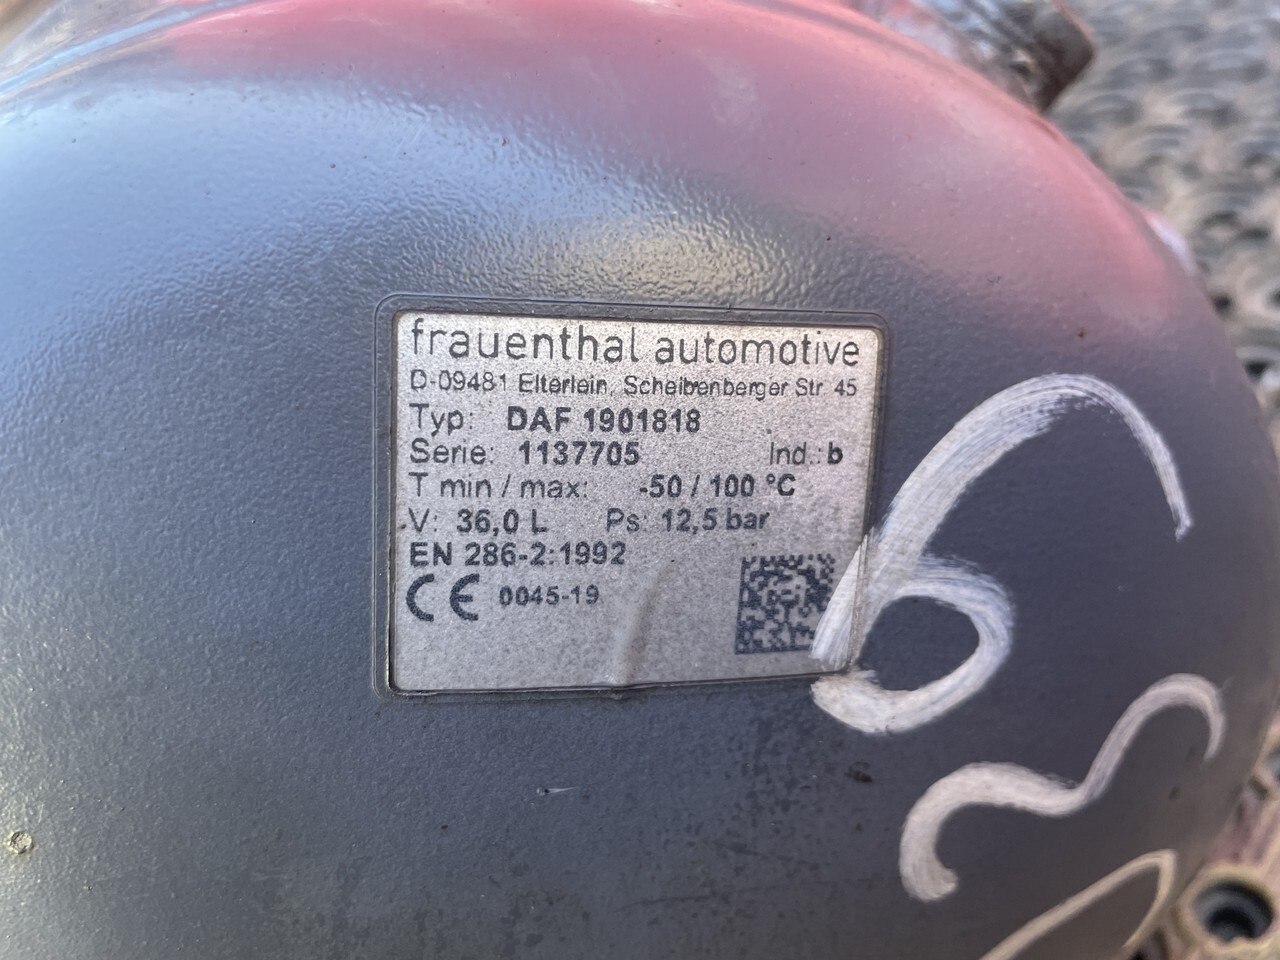 frauenthal automotive
D-09481 Elterlein, Scheibenberger Str 45
Typ: DAF 1901818
Serie: 1137705 Ind.: b
T min / max: -50 / 100 °C
V: 36,0 L Ps: 12,5 bar
EN 286-2:1992
CE 0045-19
6